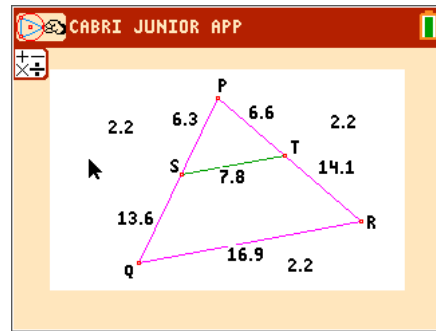 CABRI JUNIOR APP
+-
×÷
P
6.3 6.6
2.2 2.2
S T
7.8 14.1
13.6
R
16.9
Q 2.2